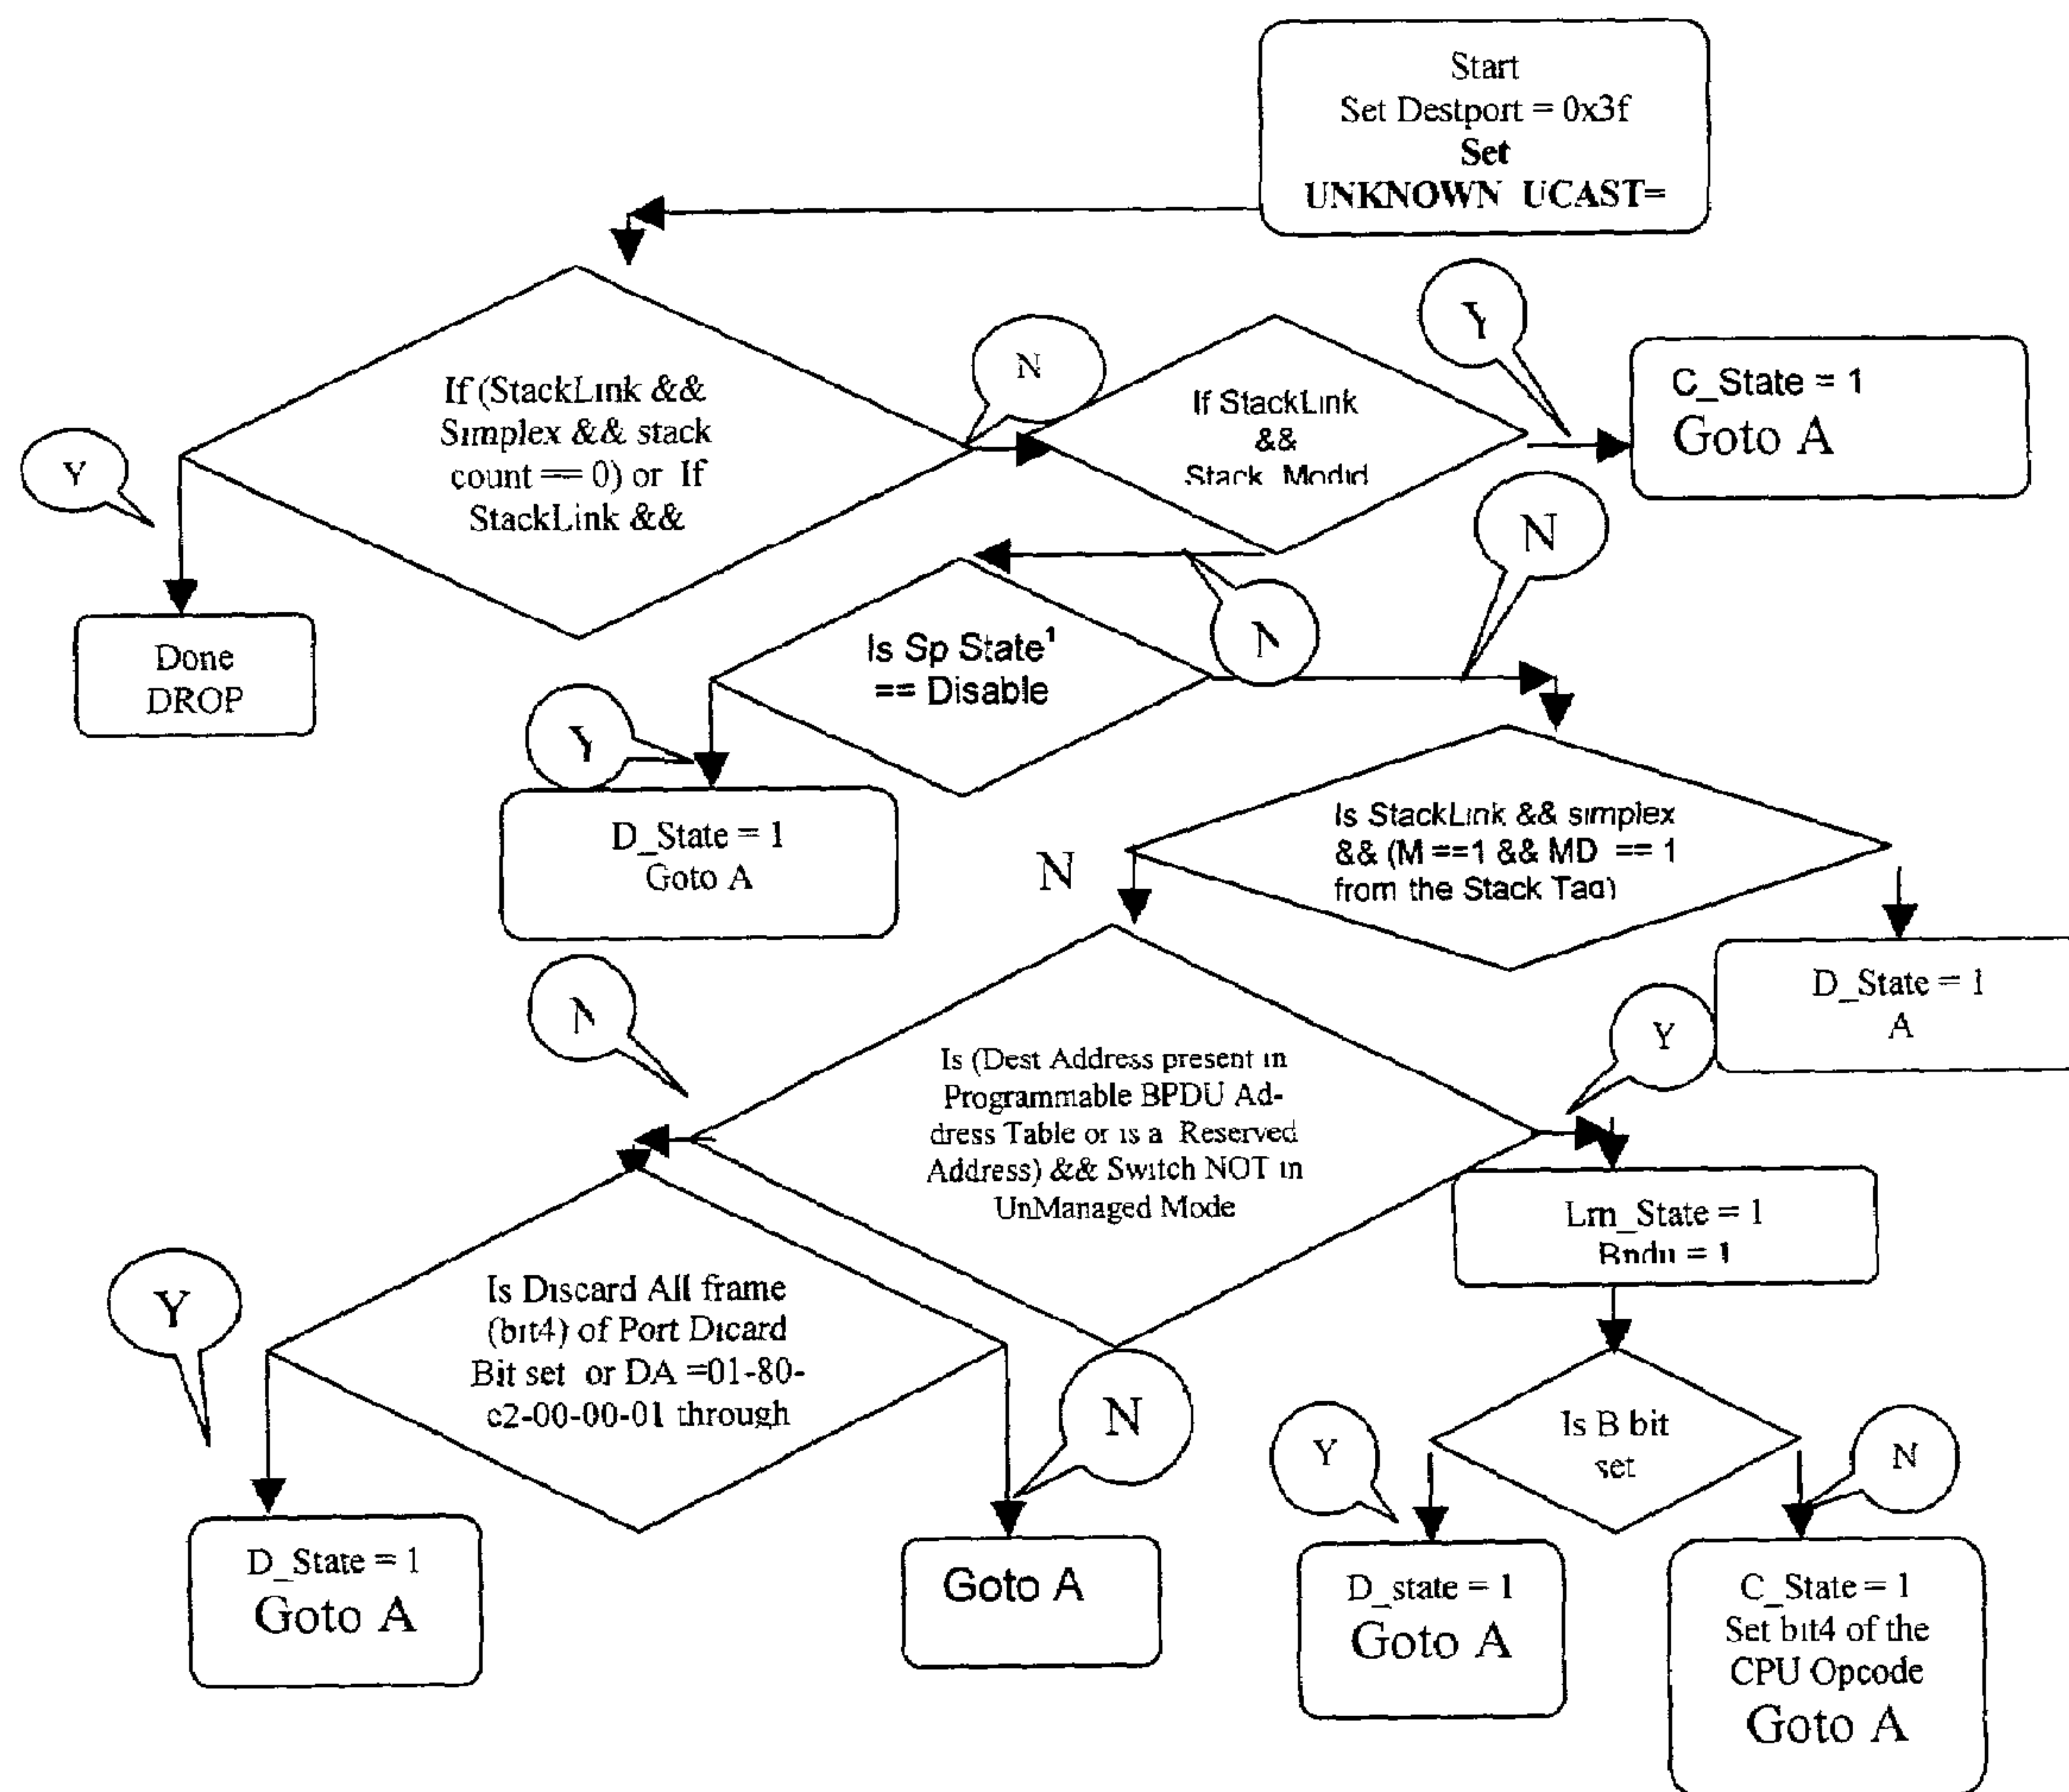 Start
Set Destport = 0x3f
Set
UNKNOWN UCAST=
If (StackLink &&
Simplex && stack
count == 0) or If
StackLink &&
Y
N
If StackLink
&&
Stack Modid
Y
C_State = 1
Goto A
Done
DROP
N
N
Is Sp State¹
== Disable
Y
D_State = 1
Goto A
Is StackLink && simplex
&& (M ==1 && MD == 1
from the Stack Tag)
N
D_State = 1
A
N
Y
Is (Dest Address present in
Programmable BPDU Ad-
dress Table or is a Reserved
Address) && Switch NOT in
UnManaged Mode
Lrn_State = 1
Bpdu = 1
Y
Is Discard All frame
(bit4) of Port Dicard
Bit set or DA =01-80-
c2-00-00-01 through
N
Y
Is B bit
set
N
D_State = 1
Goto A
Goto A
D_state = 1
Goto A
C_State = 1
Set bit4 of the
CPU Opcode
Goto A